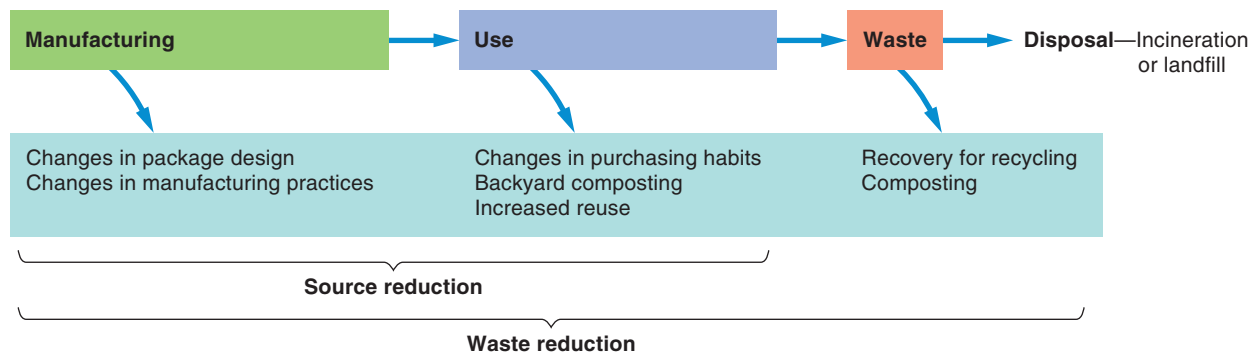 Manufacturing
Use
Waste
Disposal—Incineration
or landfill
Changes in package design
Changes in manufacturing practices
Changes in purchasing habits
Backyard composting
Increased reuse
Recovery for recycling
Composting
Source reduction
Waste reduction